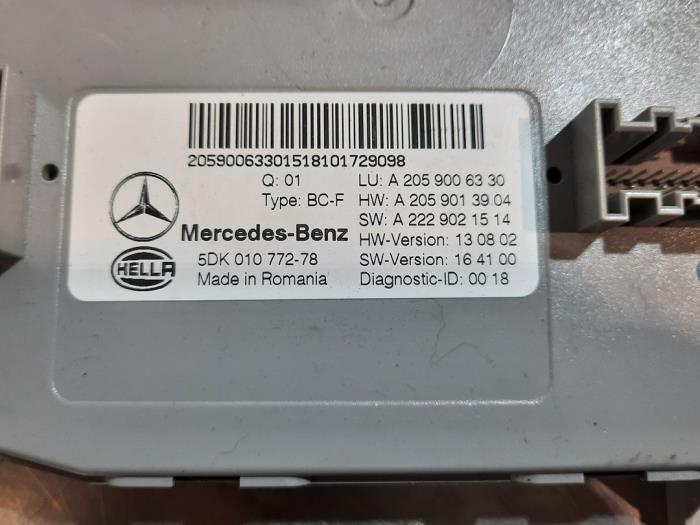 2059006330151810172909​8
Q: 01 LU: A 205 900 63 30
Type: BC-F HW: A 205 901 39 04
SW: A 222 902 15 14
Mercedes-Benz HW-Version: 13 08 02
HELLA 5DK 010 772-78 SW-Version: 16 41 00
Made in Romania Diagnostic-ID: 00 18